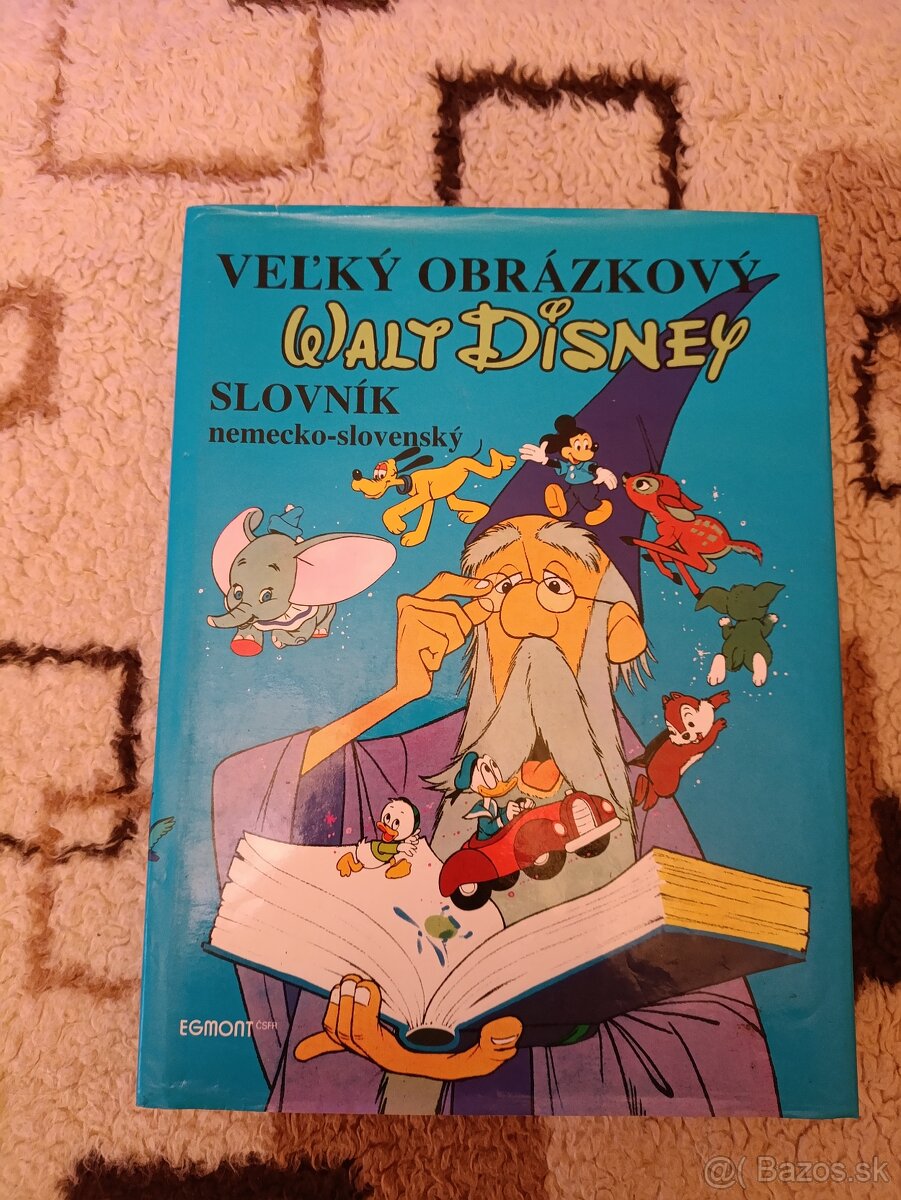 VEĽKÝ OBRÁZKOVÝ
WALT DISNEY
SLOVNÍK
nemecko-slovenský
EGMONT ČSFR
@( Bazos.sk